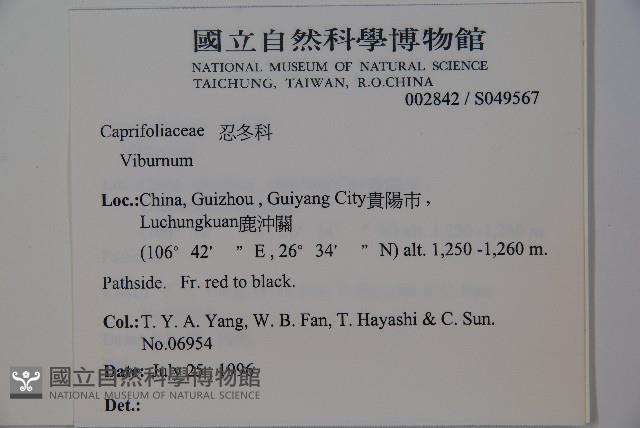 國立自然科學博物館
NATIONAL MUSEUM OF NATURAL SCIENCE
TAICHUNG, TAIWAN, R.O.CHINA
002842 / S049567
Caprifoliaceae 忍冬科
Viburnum
Loc.:China, Guizhou , Guiyang City貴陽市 ,
Luchungkuan鹿沖關
(106° 42' ” E , 26° 34' ” N) alt. 1,250 -1,260 m.
Pathside. Fr. red to black.
Col.: T. Y. A. Yang, W. B. Fan, T. Hayashi & C. Sun.
No.06954
Date: July 25, 1996
國立自然科學博物館
NATIONAL MUSEUM OF NATURAL SCIENCE
Det.: